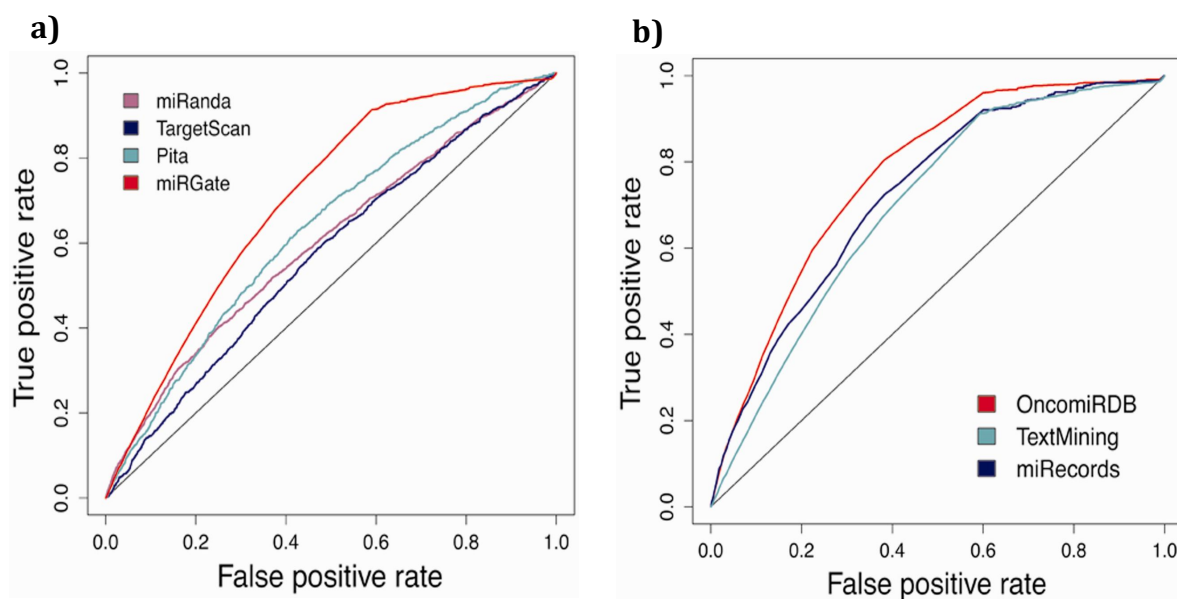 a)
miRanda
TargetScan
Pita
miRGate
True positive rate
0.0
0.2
0.4
0.6
0.8
1.0
0.0 0.2 0.4 0.6 0.8 1.0
False positive rate
b)
OncomiRDB
TextMining
miRecords
True positive rate
0.0
0.2
0.4
0.6
0.8
1.0
0.0 0.2 0.4 0.6 0.8 1.0
False positive rate